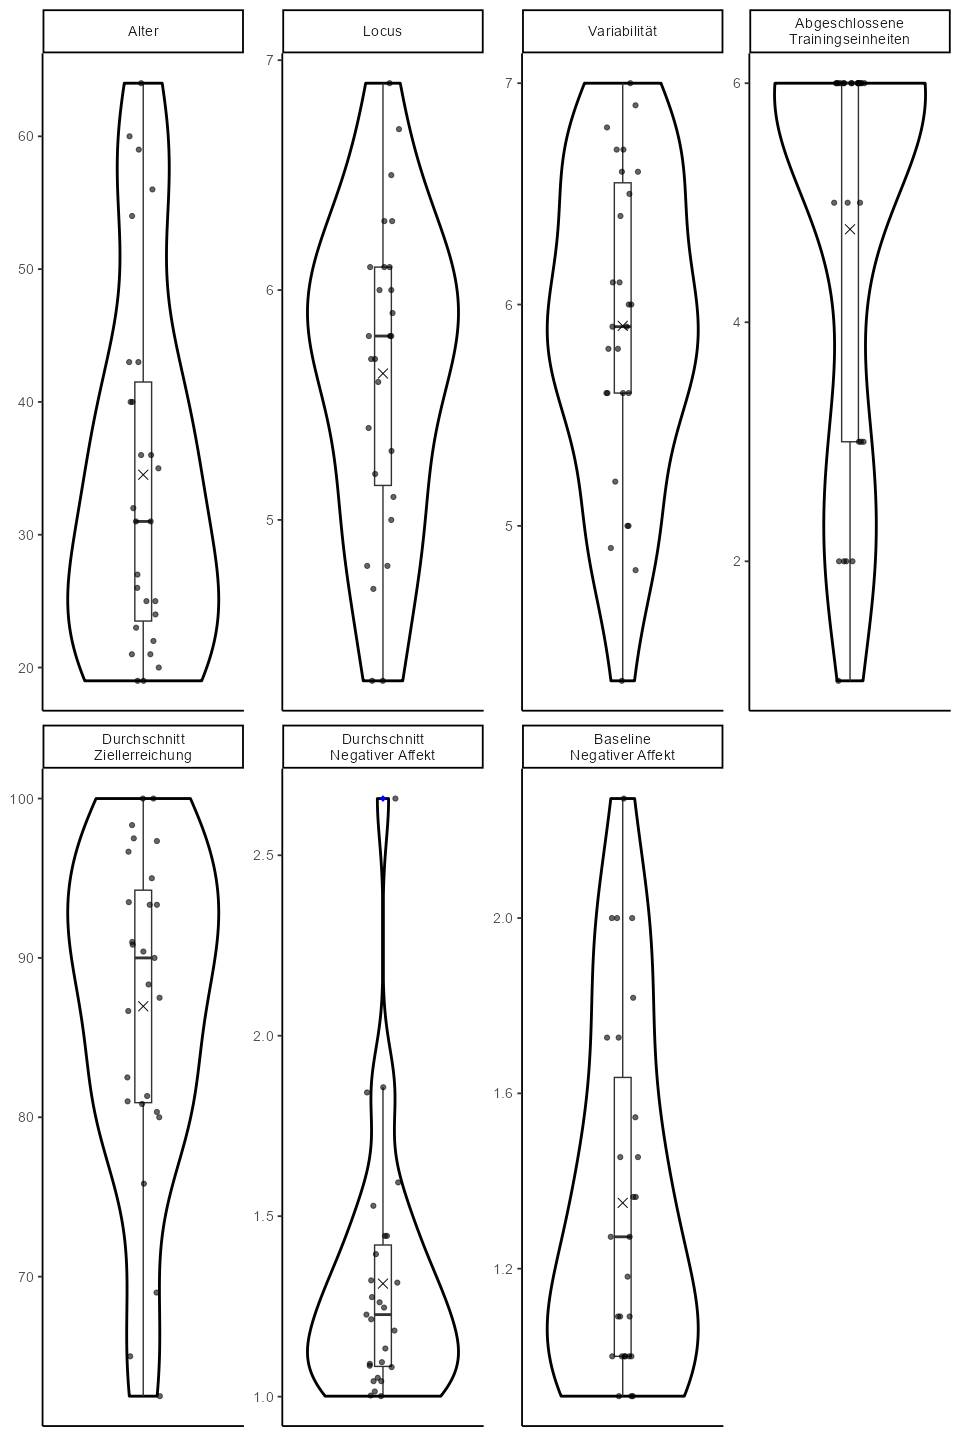 Alter
Locus
Variabilität
Abgeschlossene
Trainingseinheiten
60
50
40
30
20
7
6
5
7
6
5
6
4
2
Durchschnitt
Ziellerreichung
Durchschnitt
Negativer Affekt
Baseline
Negativer Affekt
100
90
80
70
2.5
2.0
1.5
1.0
2.0
1.6
1.2